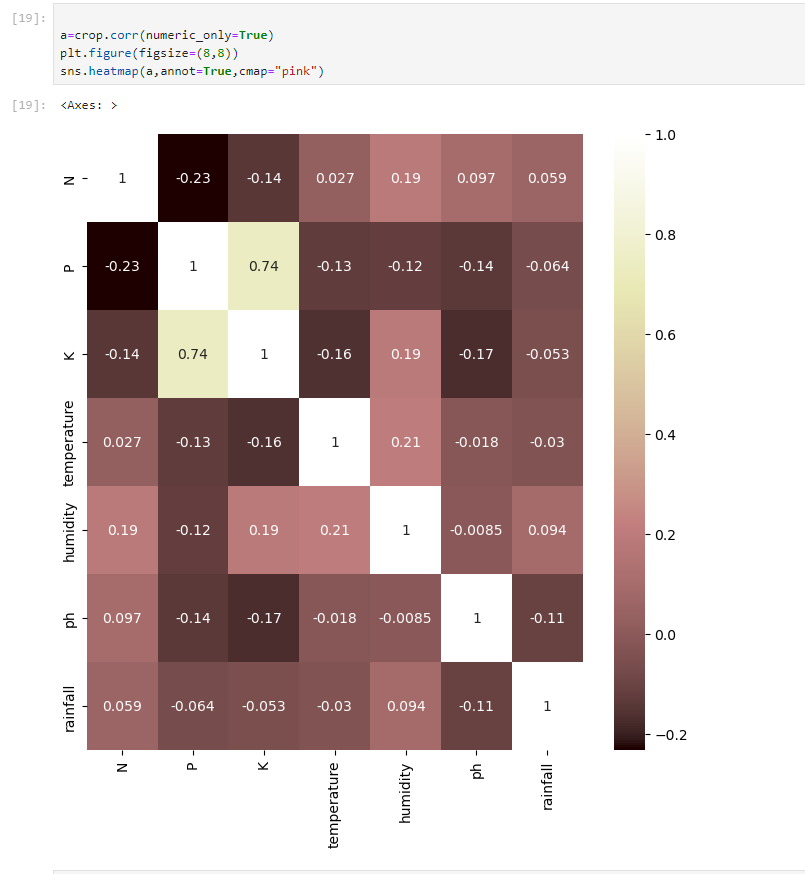 [19]:
a=crop.corr(numeric_only=True)
plt.figure(figsize=(8,8))
sns.heatmap(a,annot=True,cmap="pink")
[19]: <Axes: >
1.0
N 1 -0.23 -0.14 0.027 0.19 0.097 0.059
0.8
P -0.23 1 0.74 -0.13 -0.12 -0.14 -0.064
0.6
K -0.14 0.74 1 -0.16 0.19 -0.17 -0.053
0.4
temperature 0.027 -0.13 -0.16 1 0.21 -0.018 -0.03
0.2
humidity 0.19 -0.12 0.19 0.21 1 -0.0085 0.094
0.0
ph 0.097 -0.14 -0.17 -0.018 -0.0085 1 -0.11
rainfall 0.059 -0.064 -0.053 -0.03 0.094 -0.11 1
−0.2
N P K temperature humidity ph rainfall